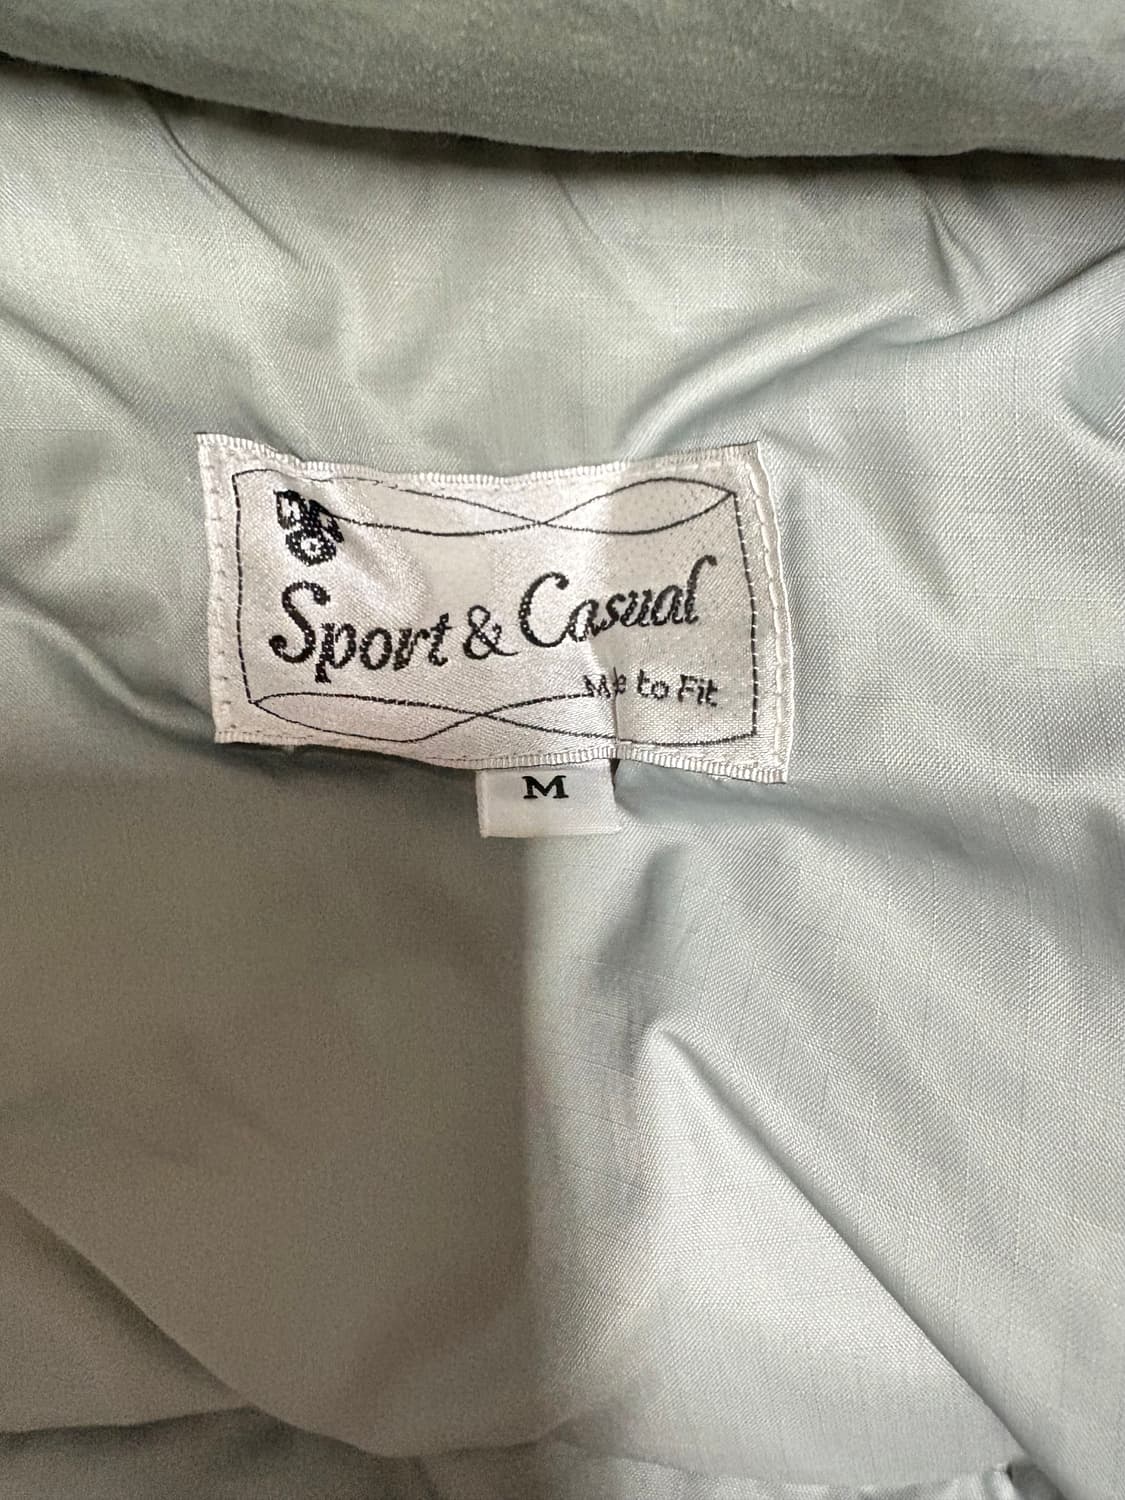 Sport & Casual
to Fit
M